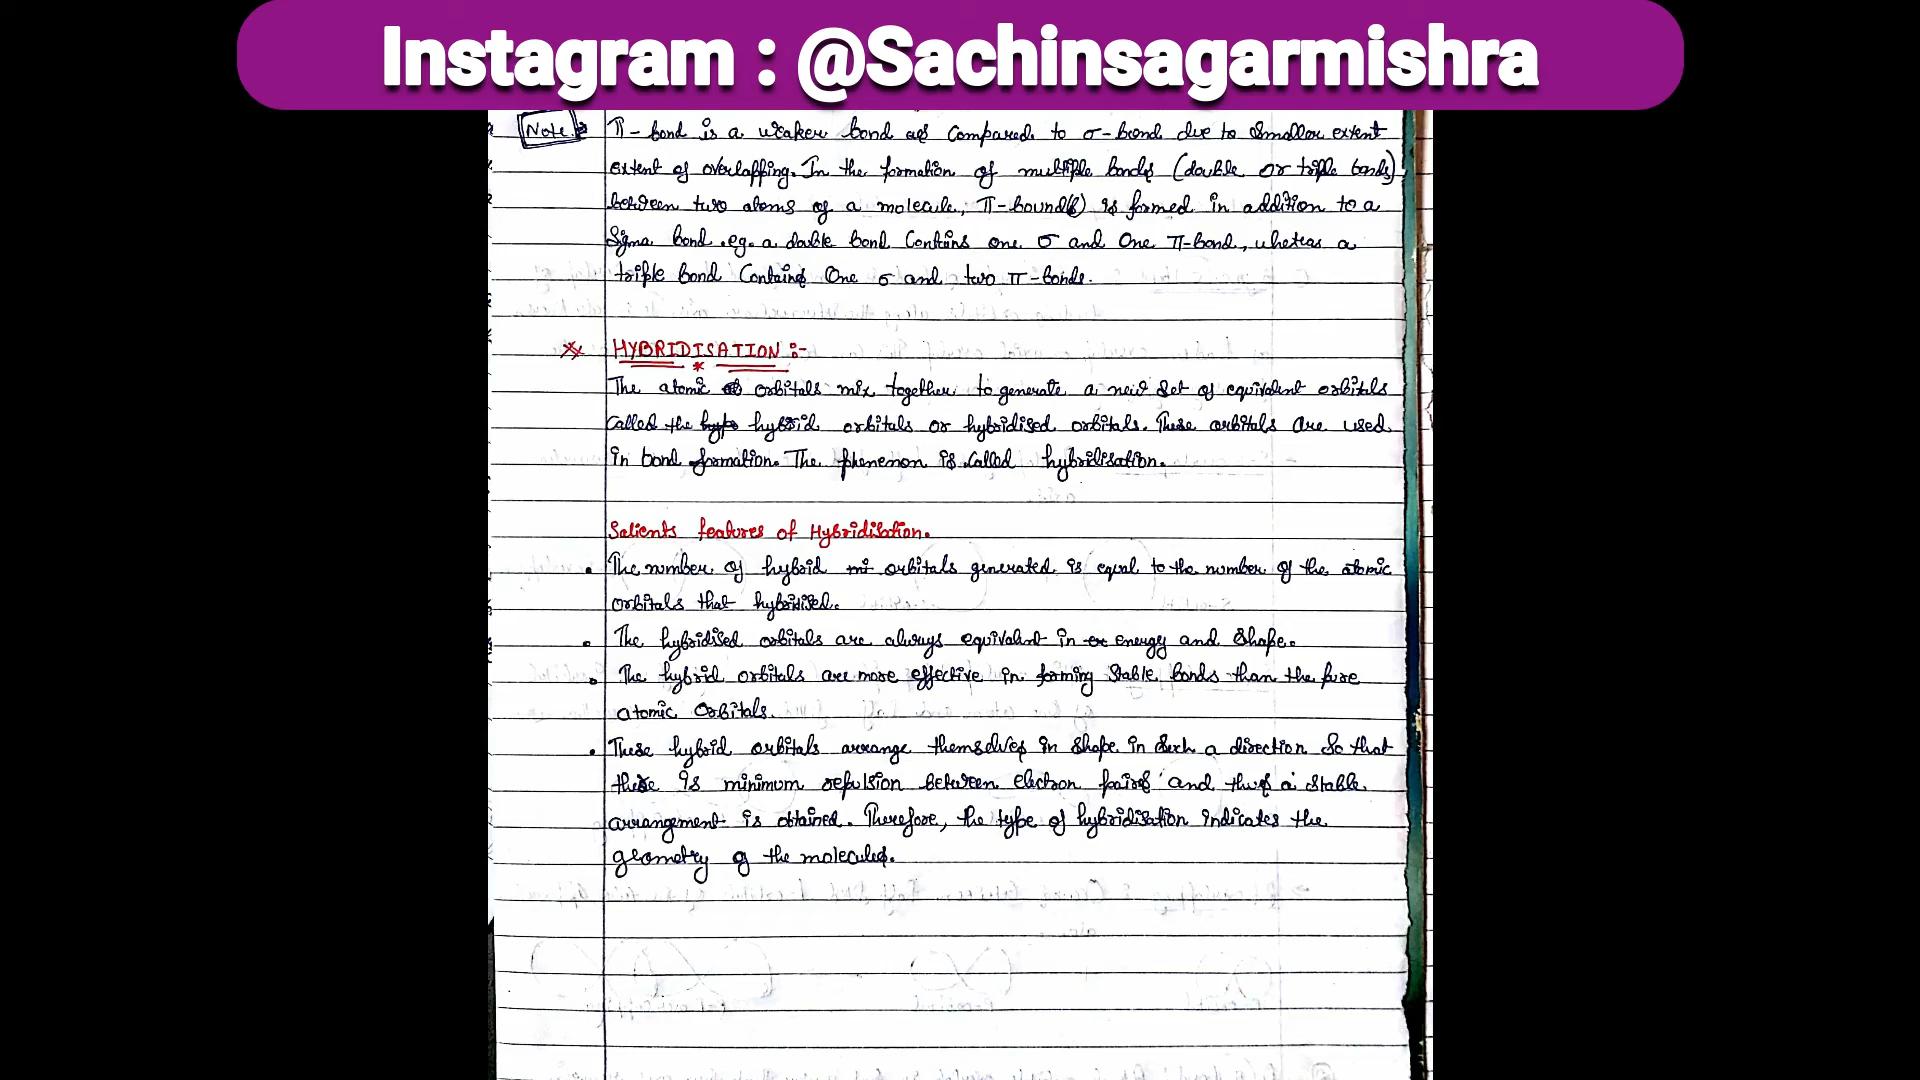 Instagram : @Sachinsagarmishra
Note:
π-bond is a weaker bond as compared to σ-bond due to smaller extent
extent of overlapping. In the formation of multiple bonds (double or triple bonds)
between two atoms of a molecule, π-bound(s) is formed in addition to a
Sigma bond. eg. a double bond Contains one σ and One π-Bond, whereas a
triple bond Contains One σ and two π-bonds.
HYBRIDISATION :-
The atomic orbitals mix together to generate a new set of equivalent orbitals
called the hybrid orbitals or hybridised orbitals. These orbitals are used
in bond formation. The phenemon is called hybridisation.
Salients features of Hybridisation.
• The number of hybrid orbitals generated is equal to the number of the atomic
orbitals that hybridised.
• The hybridised orbitals are always equivalent in energy and Shape.
• The hybrid orbitals are more effective in forming Stable bonds than the pure
atomic Orbitals.
• These hybrid orbitals arrange themselves in shape in such a direction So that
there is minimum repulsion between electron pairs and thus a stable
arrangement is obtained. Therefore, the type of hybridisation indicates the
geometry of the molecules.